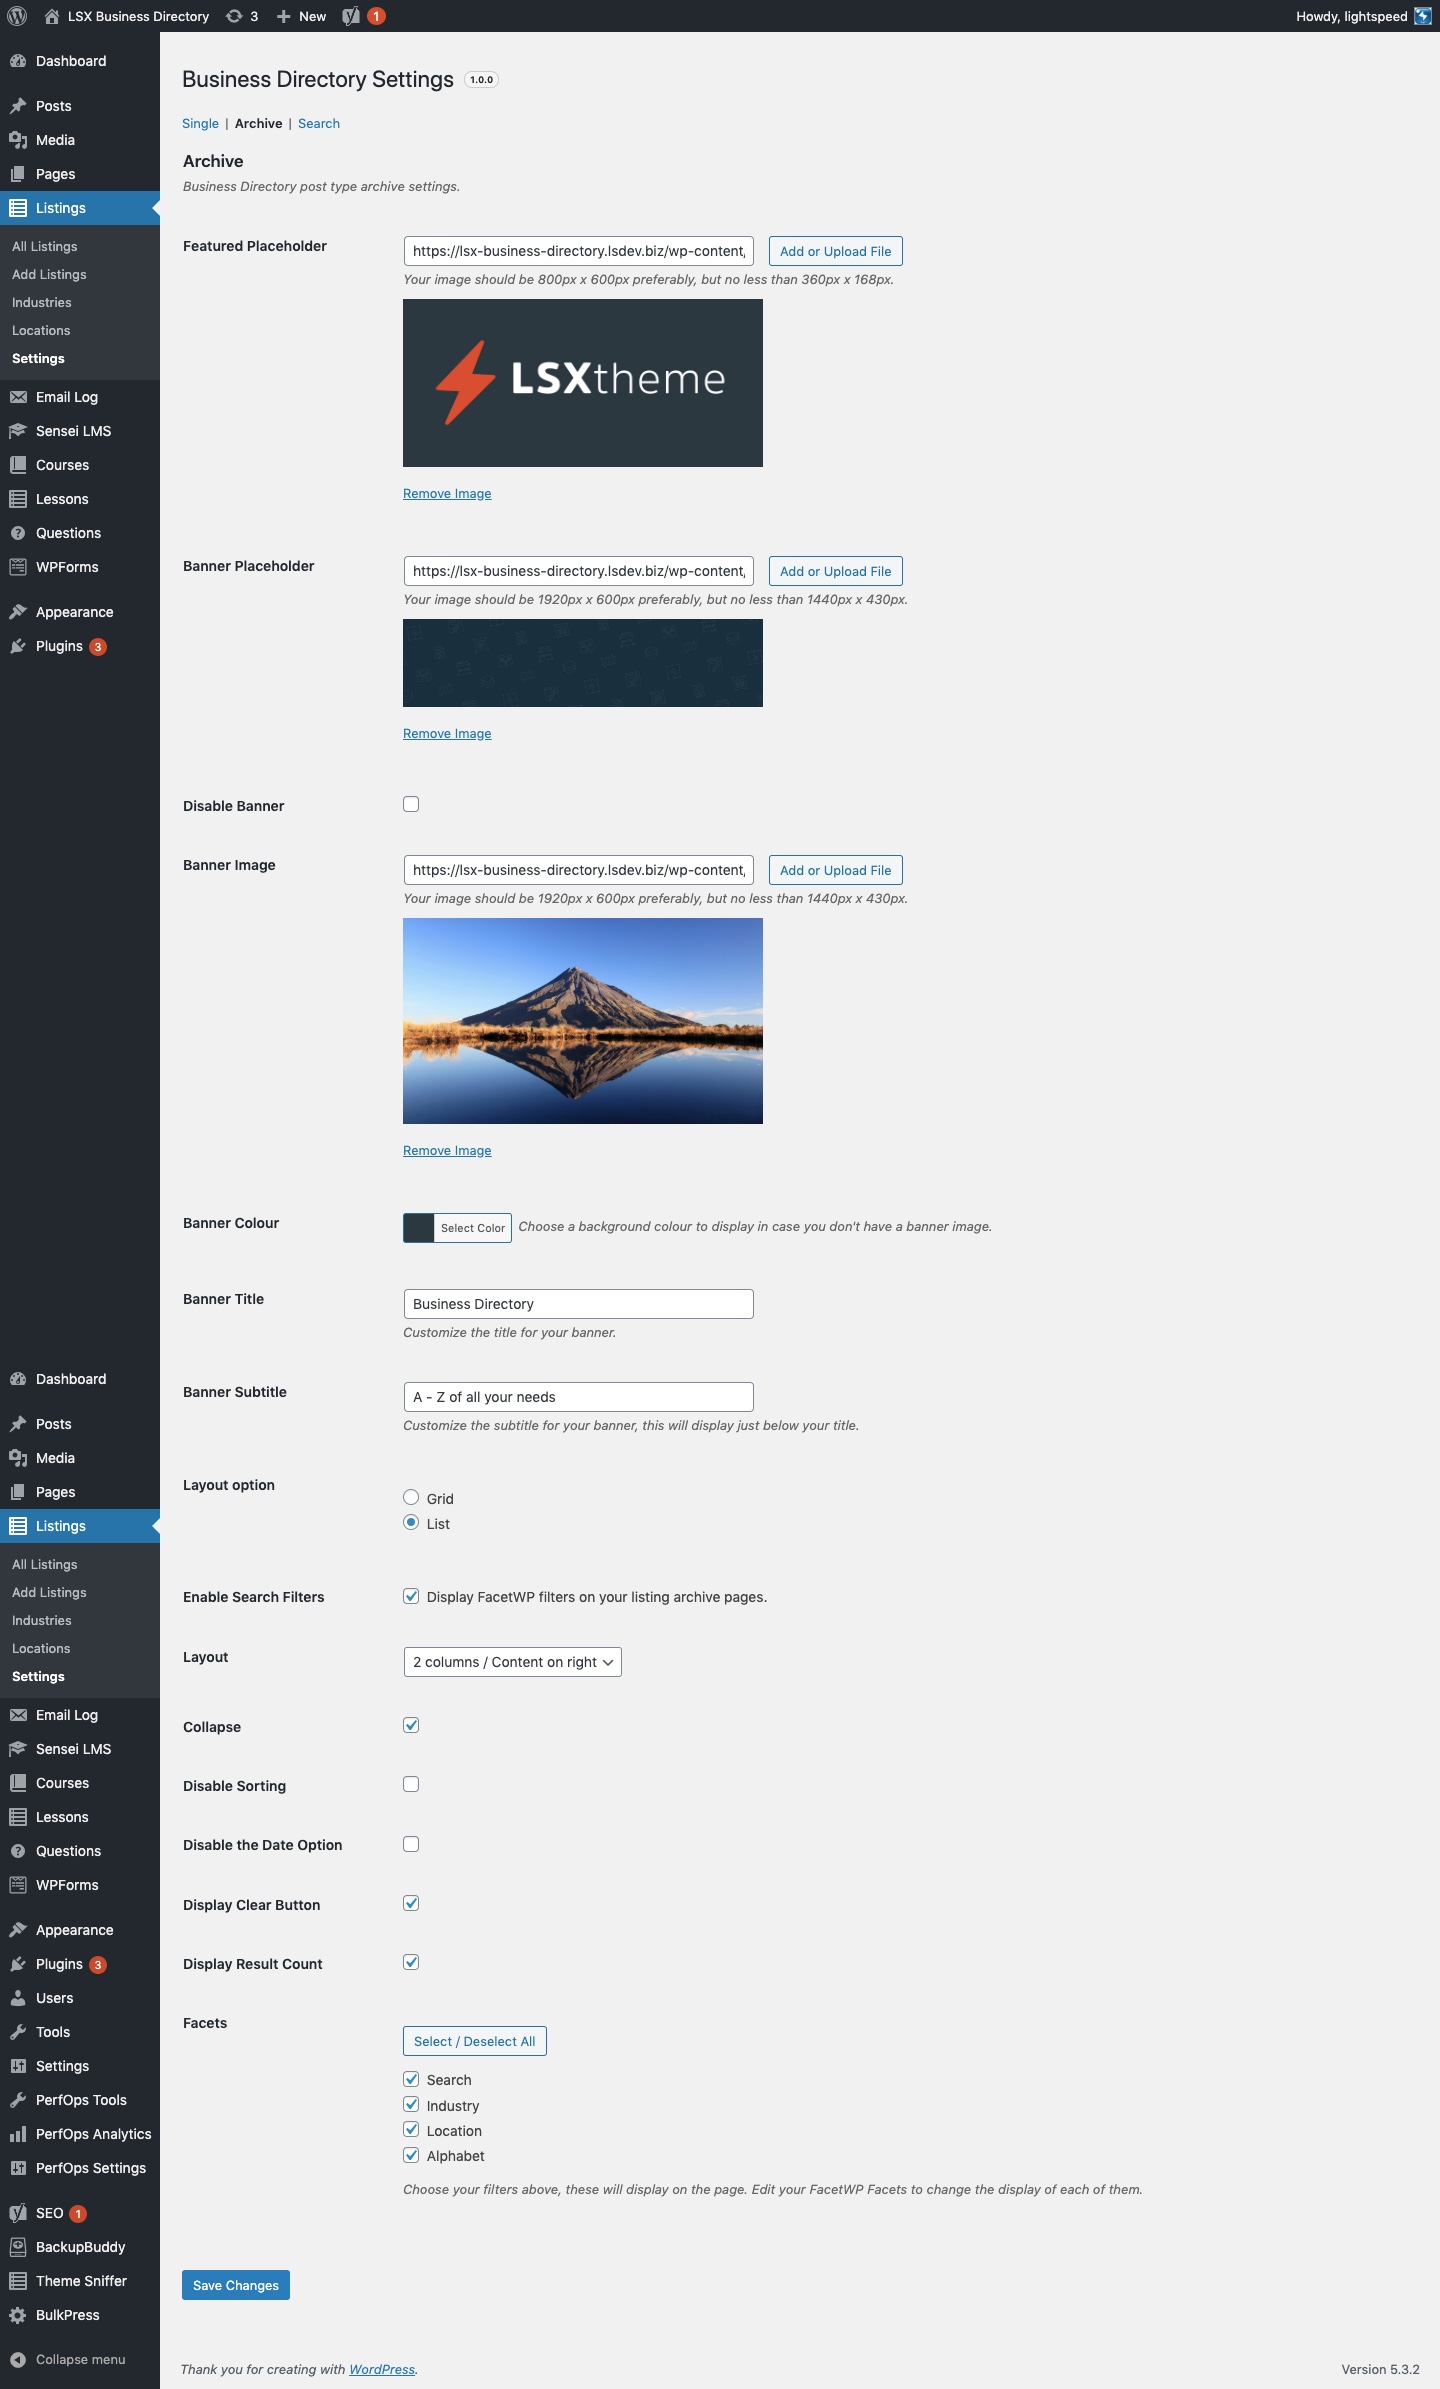 LSX Business Directory
3
New
1
Howdy, lightspeed
Dashboard
Posts
Media
Pages
Listings
All Listings
Add Listings
Industries
Locations
Settings
Email Log
Sensei LMS
Courses
Lessons
Questions
WPForms
Appearance
Plugins 3
Dashboard
Posts
Media
Pages
Listings
All Listings
Add Listings
Industries
Locations
Settings
Email Log
Sensei LMS
Courses
Lessons
Questions
WPForms
Appearance
Plugins 3
Users
Tools
Settings
PerfOps Tools
PerfOps Analytics
PerfOps Settings
SEO 1
BackupBuddy
Theme Sniffer
BulkPress
Collapse menu
Business Directory Settings 1.0.0
Single | Archive | Search
Archive
Business Directory post type archive settings.
Featured Placeholder
https://lsx-business-directory.lsdev.biz/wp-content, Add or Upload File
Your image should be 800px x 600px preferably, but no less than 360px x 168px.
LSXtheme
Remove Image
Banner Placeholder
https://lsx-business-directory.lsdev.biz/wp-content, Add or Upload File
Your image should be 1920px x 600px preferably, but no less than 1440px x 430px.
Remove Image
Disable Banner
Banner Image
https://lsx-business-directory.lsdev.biz/wp-content, Add or Upload File
Your image should be 1920px x 600px preferably, but no less than 1440px x 430px.
Remove Image
Banner Colour
Select Color Choose a background colour to display in case you don't have a banner image.
Banner Title
Business Directory
Customize the title for your banner.
Banner Subtitle
A - Z of all your needs
Customize the subtitle for your banner, this will display just below your title.
Layout option
Grid
List
Enable Search Filters
Display FacetWP filters on your listing archive pages.
Layout
2 columns / Content on right
Collapse
Disable Sorting
Disable the Date Option
Display Clear Button
Display Result Count
Facets
Select / Deselect All
Search
Industry
Location
Alphabet
Choose your filters above, these will display on the page. Edit your FacetWP Facets to change the display of each of them.
Save Changes
Thank you for creating with WordPress.
Version 5.3.2